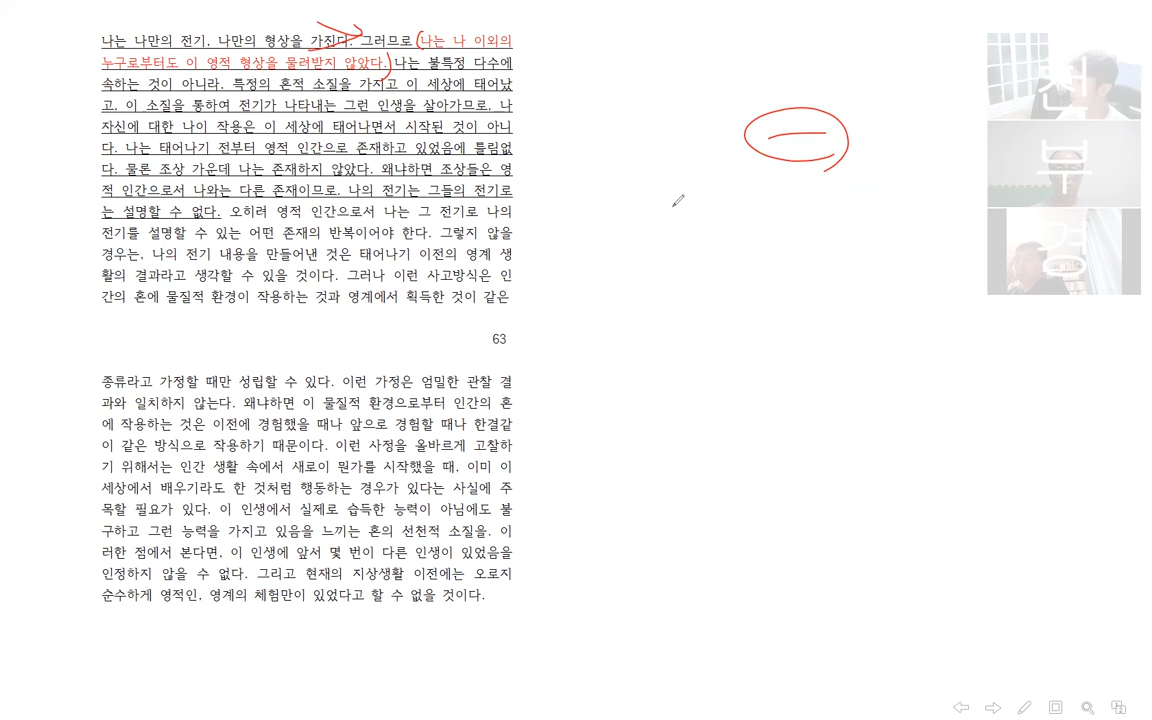 나는 나만의 전기, 나만의 형상을 가진다. 그러므로 (나는 나 이외의
누구로부터도 이 영적 형상을 물려받지 않았다.) 나는 불특정 다수에
속하는 것이 아니라, 특정의 혼적 소질을 가지고 이 세상에 태어났
고, 이 소질을 통하여 전기가 나타내는 그런 인생을 살아가므로, 나
자신에 대한 나이 작용은 이 세상에 태어나면서 시작된 것이 아니
다. 나는 태어나기 전부터 영적 인간으로 존재하고 있었음에 틀림없
다. 물론 조상 가운데 나는 존재하지 않았다. 왜냐하면 조상들은 영
적 인간으로서 나와는 다른 존재이므로, 나의 전기는 그들의 전기로
는 설명할 수 없다. 오히려 영적 인간으로서 나는 그 전기로 나의
전기를 설명할 수 있는 어떤 존재의 반복이어야 한다. 그렇지 않을
경우는, 나의 전기 내용을 만들어낸 것은 태어나기 이전의 영계 생
활의 결과라고 생각할 수 있을 것이다. 그러나 이런 사고방식은 인
간의 혼에 물질적 환경이 작용하는 것과 영계에서 획득한 것이 같은
63
종류라고 가정할 때만 성립할 수 있다. 이런 가정은 엄밀한 관찰 결
과와 일치하지 않는다. 왜냐하면 이 물질적 환경으로부터 인간의 혼
에 작용하는 것은 이전에 경험했을 때나 앞으로 경험할 때나 한결같
이 같은 방식으로 작용하기 때문이다. 이런 사정을 올바르게 고찰하
기 위해서는 인간 생활 속에서 새로이 뭔가를 시작했을 때, 이미 이
세상에서 배우기라도 한 것처럼 행동하는 경우가 있다는 사실에 주
목할 필요가 있다. 이 인생에서 실제로 습득한 능력이 아님에도 불
구하고 그런 능력을 가지고 있음을 느끼는 혼의 선천적 소질을. 이
러한 점에서 본다면, 이 인생에 앞서 몇 번이 다른 인생이 있었음을
인정하지 않을 수 없다. 그리고 현재의 지상생활 이전에는 오로지
순수하게 영적인, 영계의 체험만이 있었다고 할 수 없을 것이다.
천
부
경